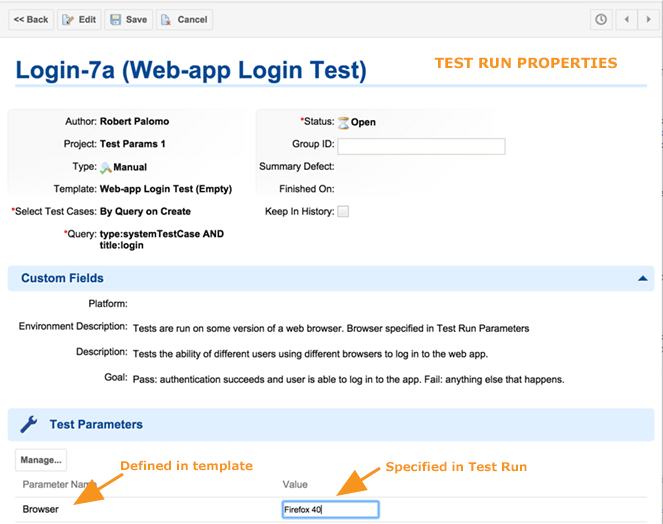 << Back Edit Save Cancel
Login-7a (Web-app Login Test) TEST RUN PROPERTIES
Author: Robert Palomo *Status: Open
Project: Test Params 1 Group ID:
Type: Manual Summary Defect:
Template: Web-app Login Test (Empty) Finished On:
*Select Test Cases: By Query on Create Keep In History:
*Query: type:systemTestCase AND
title:login
Custom Fields
Platform:
Environment Description: Tests are run on some version of a web browser. Browser specified in Test Run Parameters
Description: Tests the ability of different users using different browsers to log in to the web app.
Goal: Pass: authentication succeeds and user is able to log in to the app. Fail: anything else that happens.
Test Parameters
Manage...
Defined in template Specified in Test Run
Parameter Name Value
Browser Firefox 40